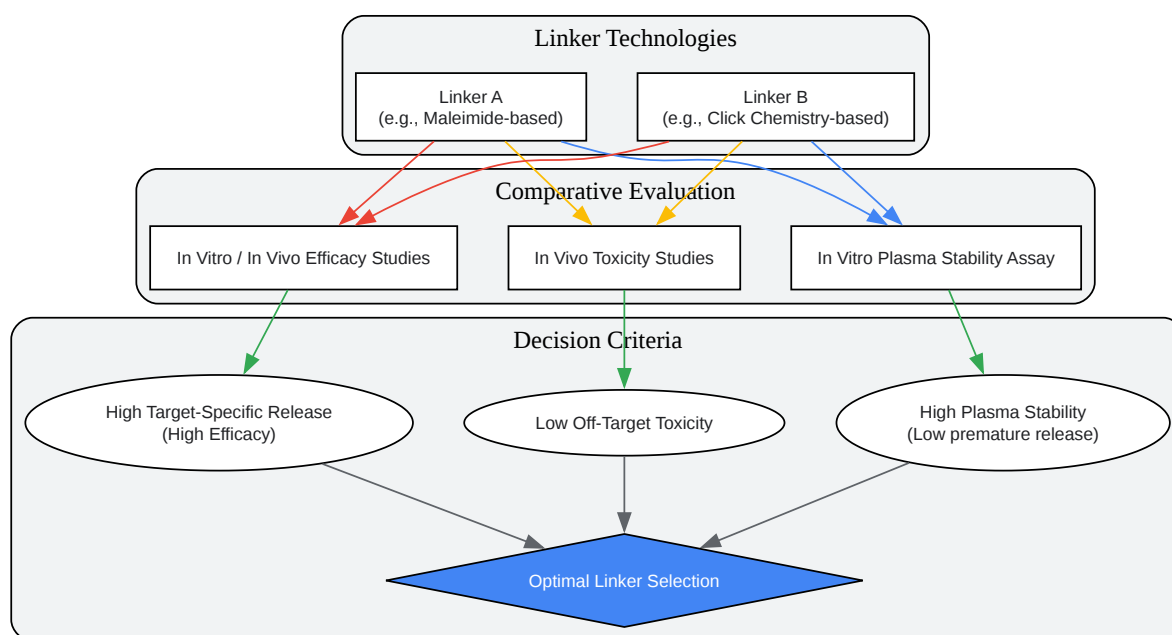 Linker Technologies
Linker A
(e.g., Maleimide-based)
Linker B
(e.g., Click Chemistry-based)
Comparative Evaluation
In Vitro / In Vivo Efficacy Studies
In Vivo Toxicity Studies
In Vitro Plasma Stability Assay
Decision Criteria
High Target-Specific Release
(High Efficacy)
Low Off-Target Toxicity
High Plasma Stability
(Low premature release)
Optimal Linker Selection